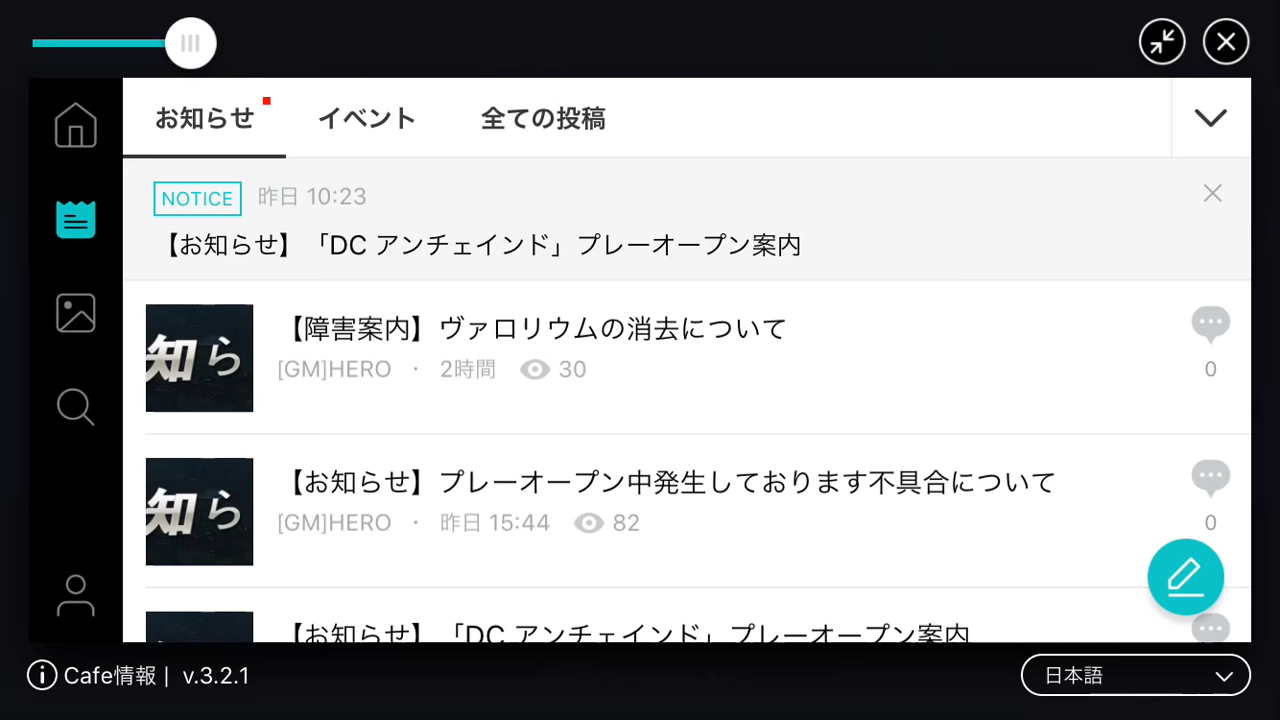 お知らせ イベント 全ての投稿
NOTICE 昨日 10:23
【お知らせ】「DC アンチェインド」プレーオープン案内
【障害案内】ヴァロリウムの消去について
[GM]HERO ・ 2時間 30
0
【お知らせ】プレーオープン中発生しております不具合について
[GM]HERO ・ 昨日 15:44 82
0
【お知らせ】「DC アンチェインド」プレーオープン案内
知ら
知ら
Cafe情報 | v.3.2.1
日本語